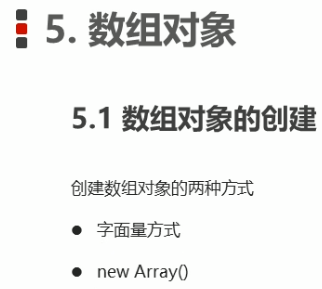 5. 数组对象
5.1 数组对象的创建
创建数组对象的两种方式
● 字面量方式
● new Array()